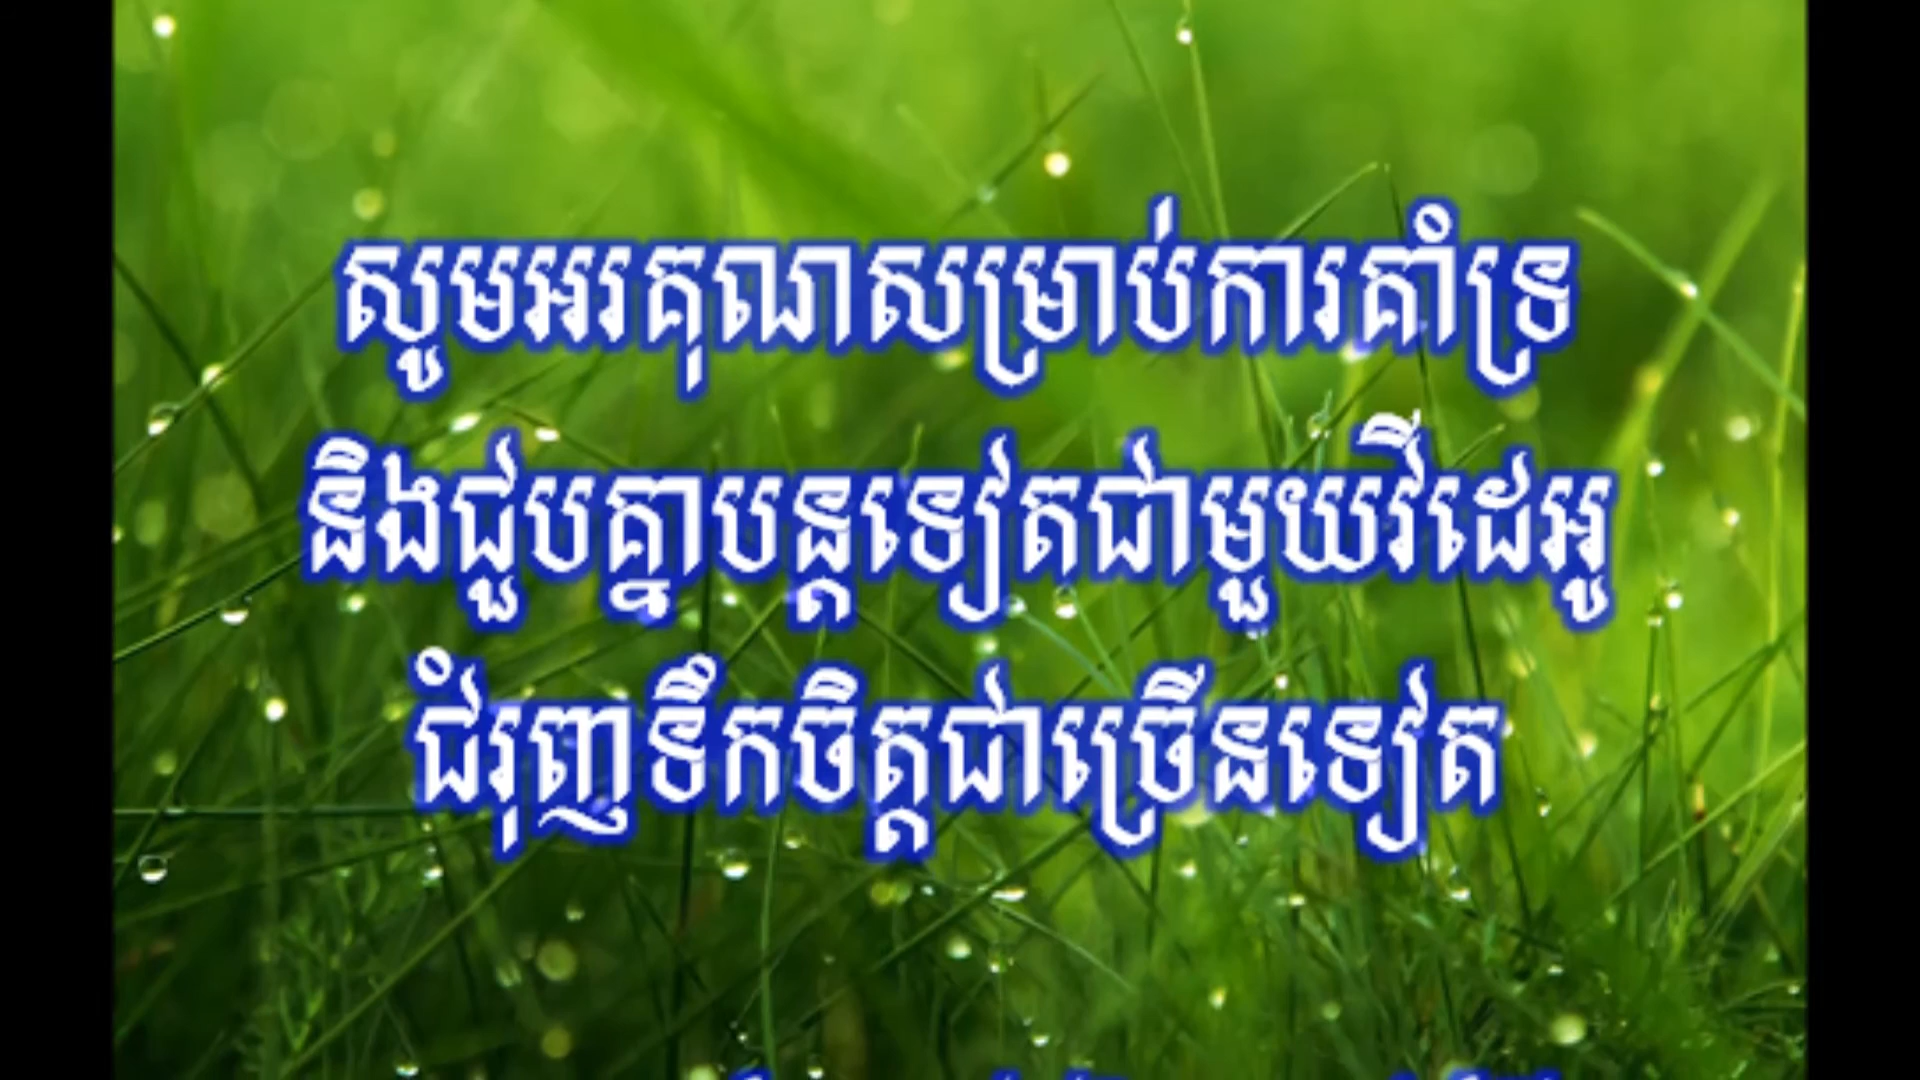 សូមអរគុណសម្រាប់ការគាំទ្រ
និងជួបគ្នាបន្តទៀតជាមួយវីដេអូ
ជំរុញទឹកចិត្តជាច្រើនទៀត